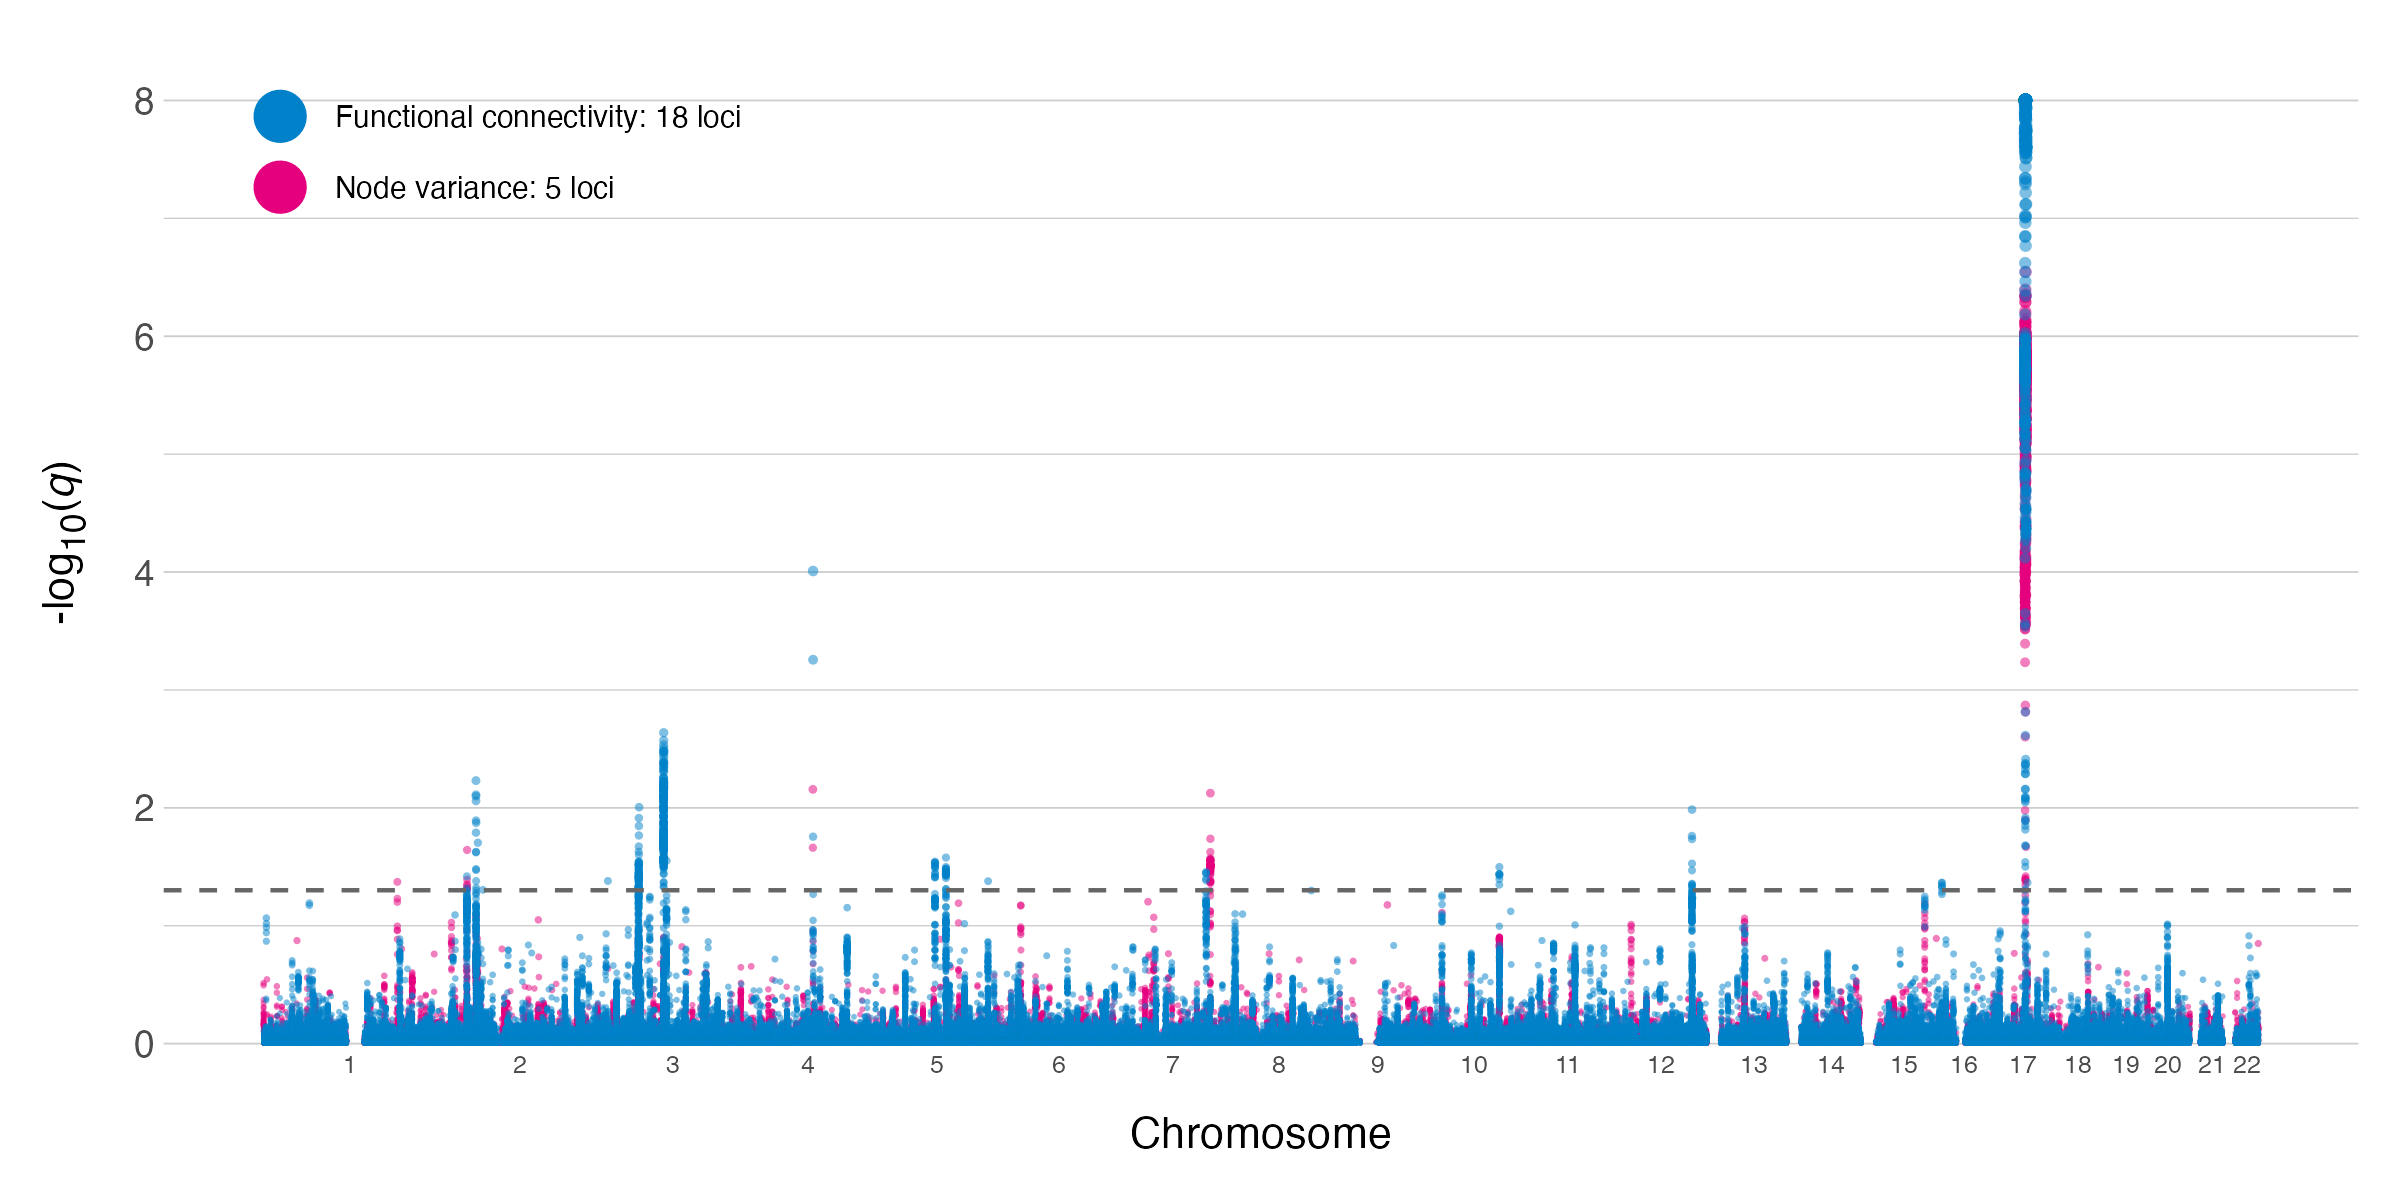 8
Functional connectivity: 18 loci
Node variance: 5 loci
6
4
2
0
-log10(q)
1 2 3 4 5 6 7 8 9 10 11 12 13 14 15 16 17 18 19 20 21 22
Chromosome